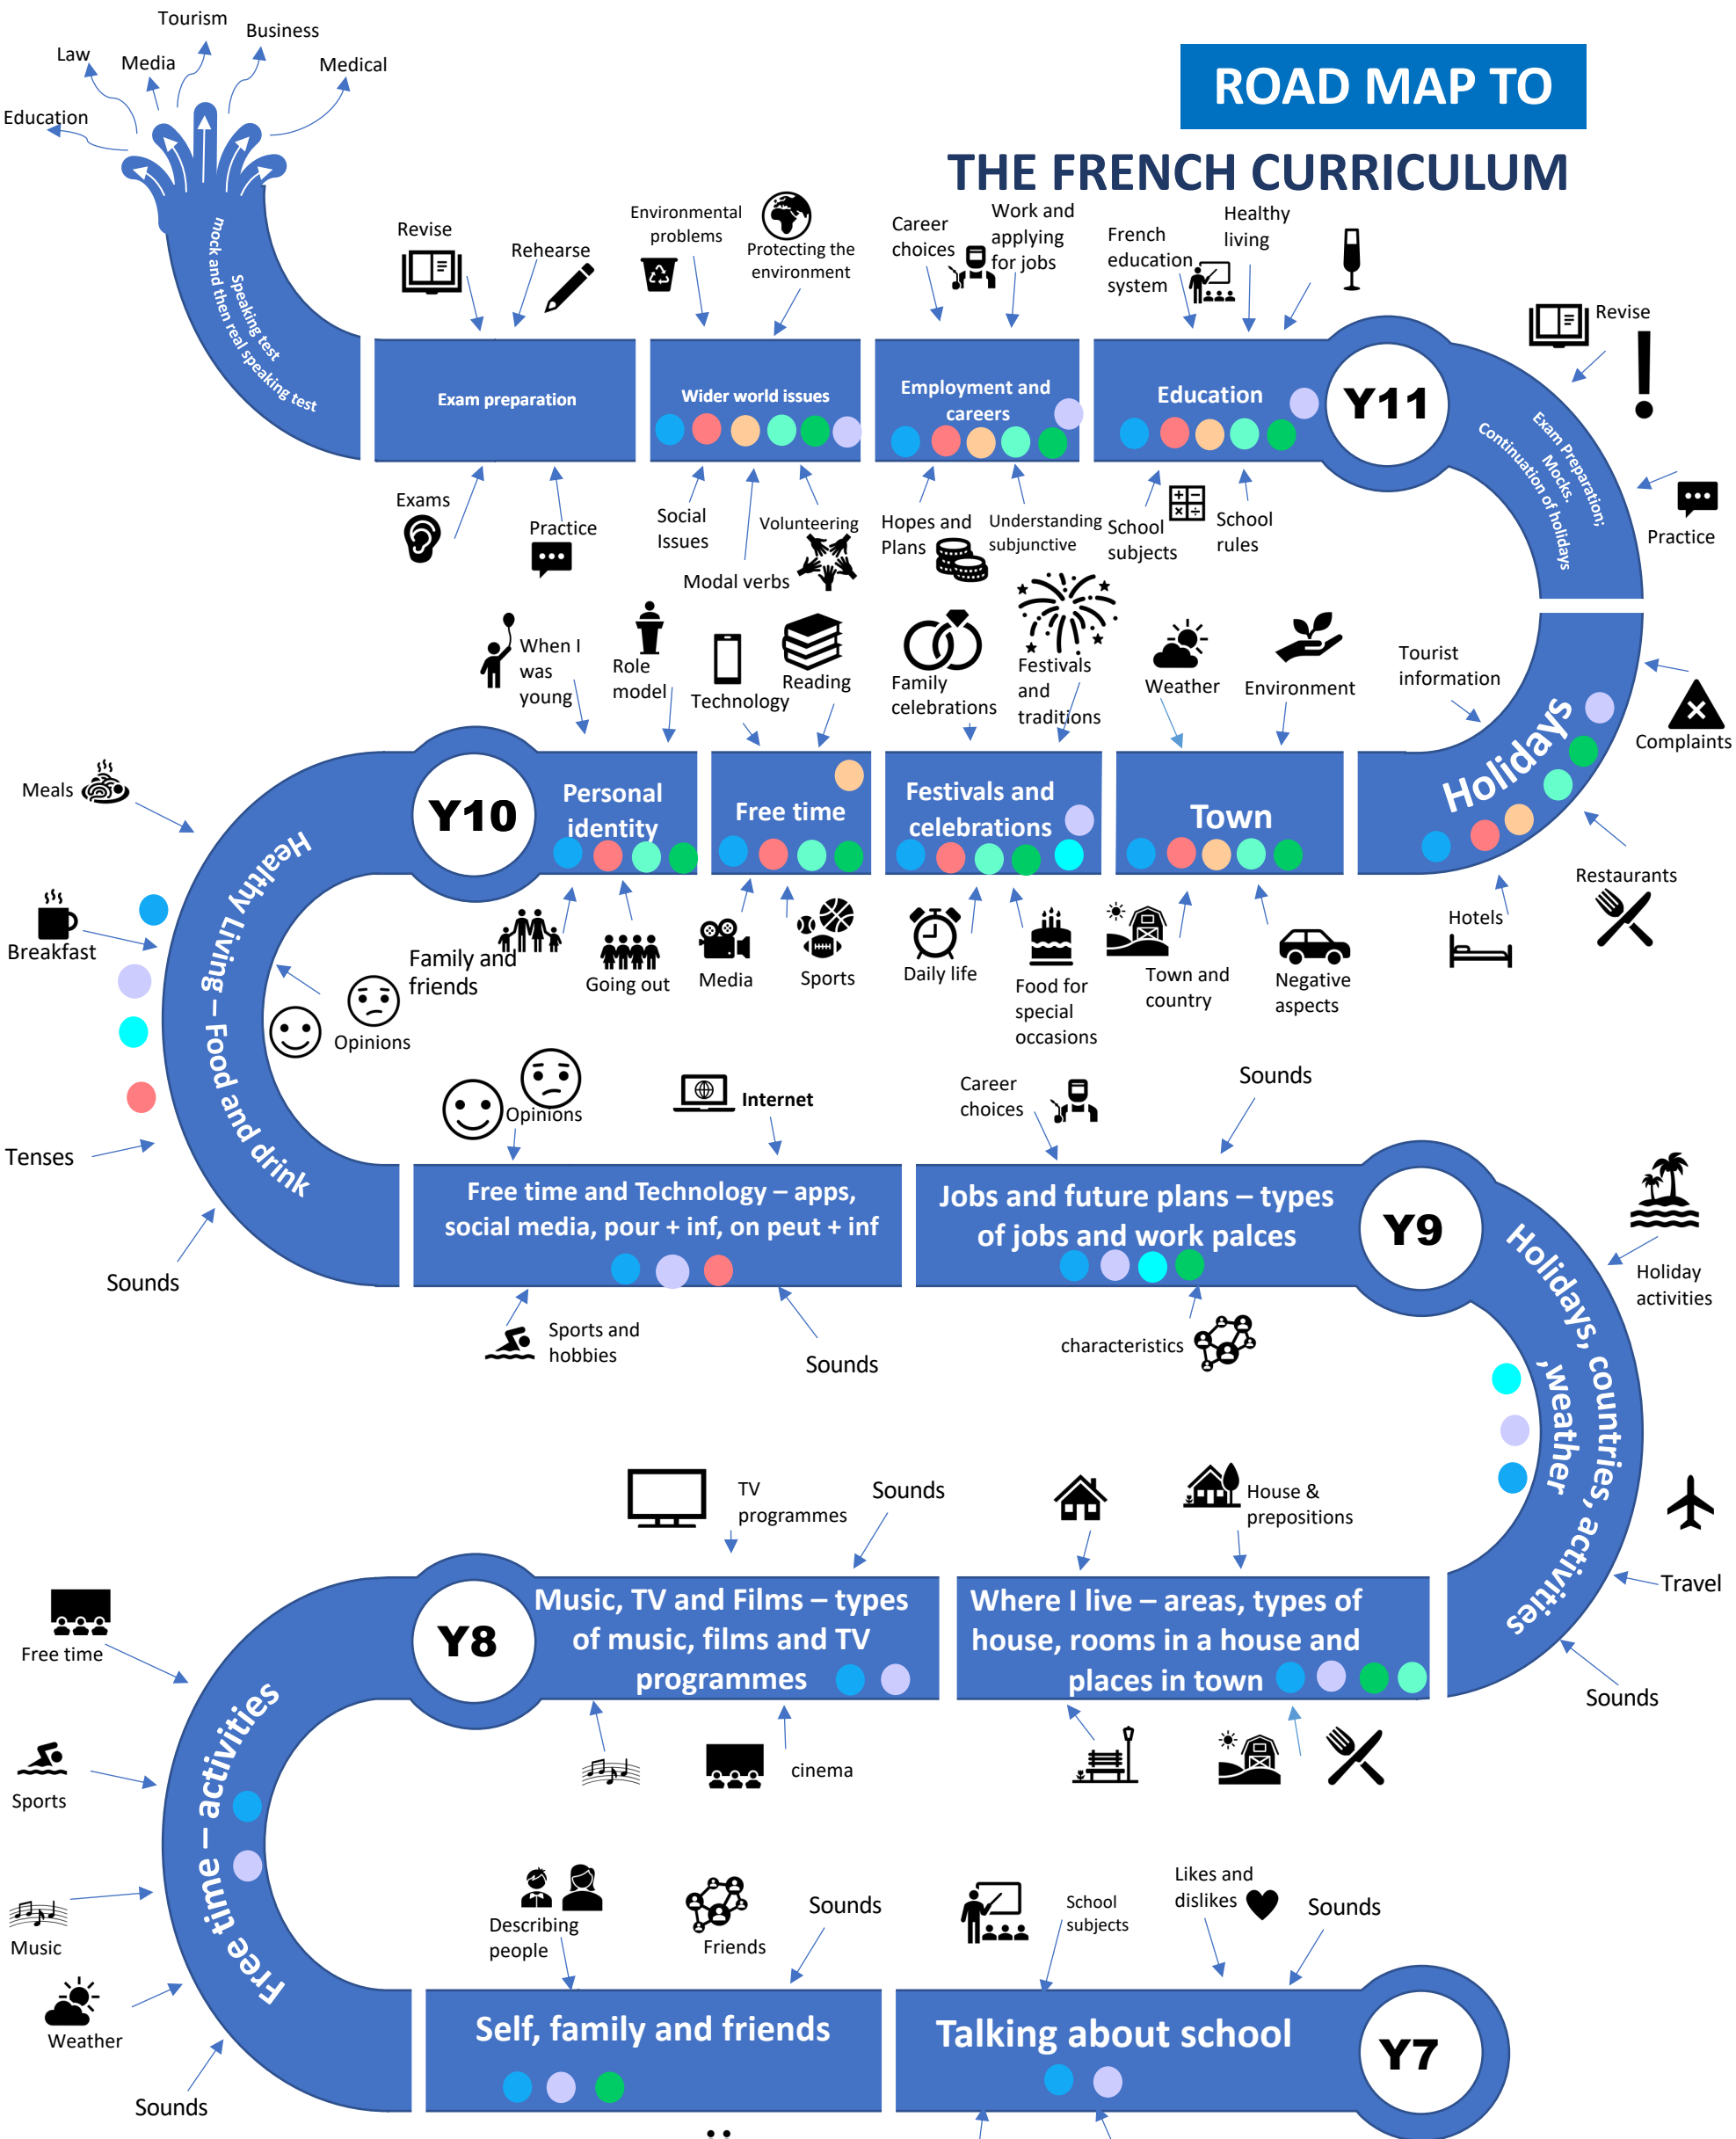 ROAD MAP TO
THE FRENCH CURRICULUM
Tourism
Business
Law
Media
Medical
Education
Speaking test
mock and then real speaking test
Revise
Rehearse
Environmental
problems
Protecting the
environment
Career
choices
Work and
applying
for jobs
French
education
system
Healthy
living
Revise
Exam preparation
Wider world issues
Employment and
careers
Education
Y11
Exam Preparation;
Mocks.
Continuation of holidays
Practice
Exams
Practice
Social
Issues
Modal verbs
Volunteering
Hopes and
Plans
Understanding
subjunctive
School
subjects
School
rules
When I
was
young
Role
model
Technology
Reading
Family
celebrations
Festivals
and
traditions
Weather
Environment
Tourist
information
Complaints
Meals
Y10
Personal
identity
Free time
Festivals and
celebrations
Town
Holidays
Restaurants
Hotels
Breakfast
Healthy Living – Food and drink
Family and
friends
Going out
Media
Sports
Daily life
Food for
special
occasions
Town and
country
Negative
aspects
Opinions
Tenses
Sounds
Opinions
Internet
Career
choices
Sounds
Free time and Technology – apps,
social media, pour + inf, on peut + inf
Jobs and future plans – types
of jobs and work palces
Y9
Holidays, countries, activities
,weather
Holiday
activities
Sports and
hobbies
Sounds
characteristics
TV
programmes
Sounds
House &
prepositions
Travel
Sounds
Free time
Y8
Music, TV and Films – types
of music, films and TV
programmes
Where I live – areas, types of
house, rooms in a house and
places in town
cinema
Sports
Free time – activities
Music
Weather
Sounds
Describing
people
Friends
Sounds
School
subjects
Likes and
dislikes
Sounds
Self, family and friends
Talking about school
Y7